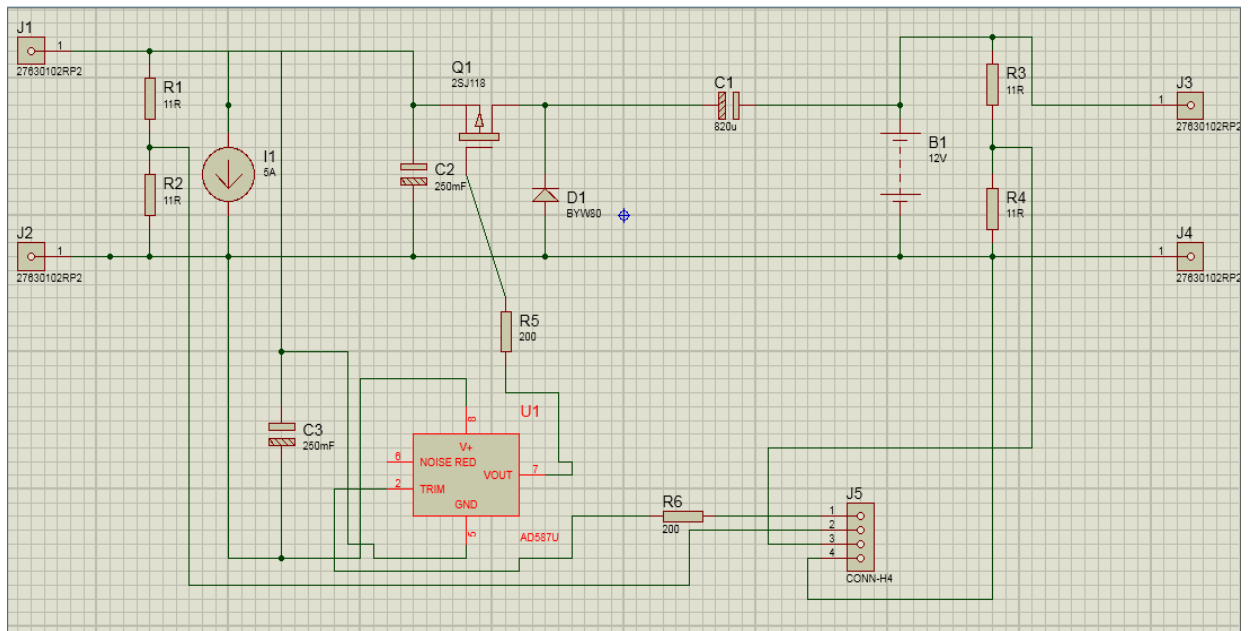 J1
1
27630102RP2
R1
11R
R2
11R
I1
5A
J2
1
27630102RP2
Q1
2SJ118
C2
250mF
D1
BYW80
C1
820u
B1
12V
R3
11R
R4
11R
J3
1
27630102RP2
J4
1
27630102RP2
R5
200
C3
250mF
U1
8
V+
6
NOISE RED
VOUT
7
2
TRIM
GND
5
AD587U
R6
200
J5
1
2
3
4
CONN-H4